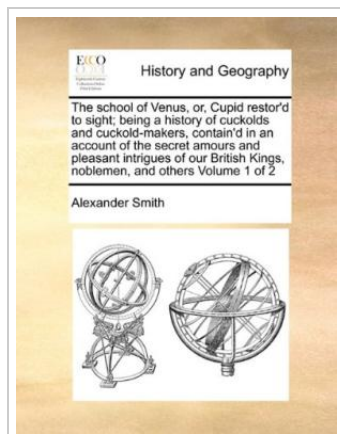 ECCO
History and Geography
The school of Venus, or, Cupid restor'd
to sight; being a history of cuckolds
and cuckold-makers, contain'd in an
account of the secret amours and
pleasant intrigues of our British Kings,
noblemen, and others Volume 1 of 2
Alexander Smith